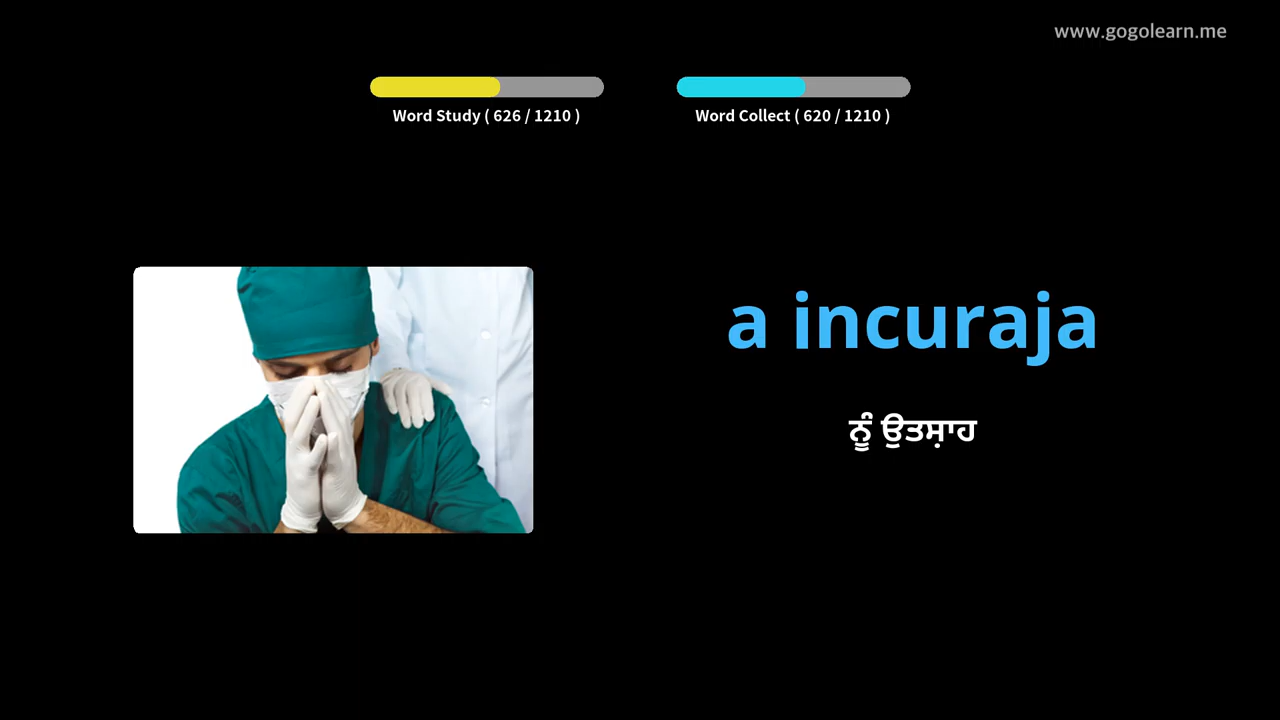 www.gogolearn.me
Word Study ( 626 / 1210 )
Word Collect ( 620 / 1210 )
a incuraja
ਨੂੰ ਉਤਸ਼ਾਹ